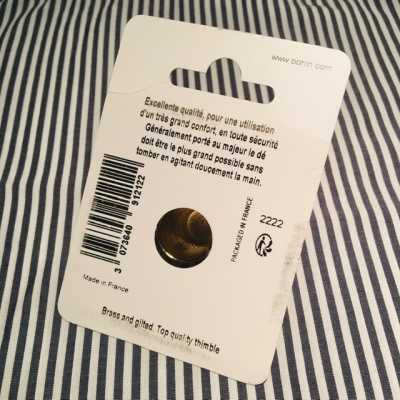 www.bohin.com
Excellente qualité, pour une utilisation
d'un très grand confort, en toute sécurité
Généralement porté au majeur le dé
doit être le plus grand possible sans
tomber en agitant doucement la main.
3 073640 912122
PACKAGED IN FRANCE
2222
Made in France
Brass and gilted. Top quality thimble